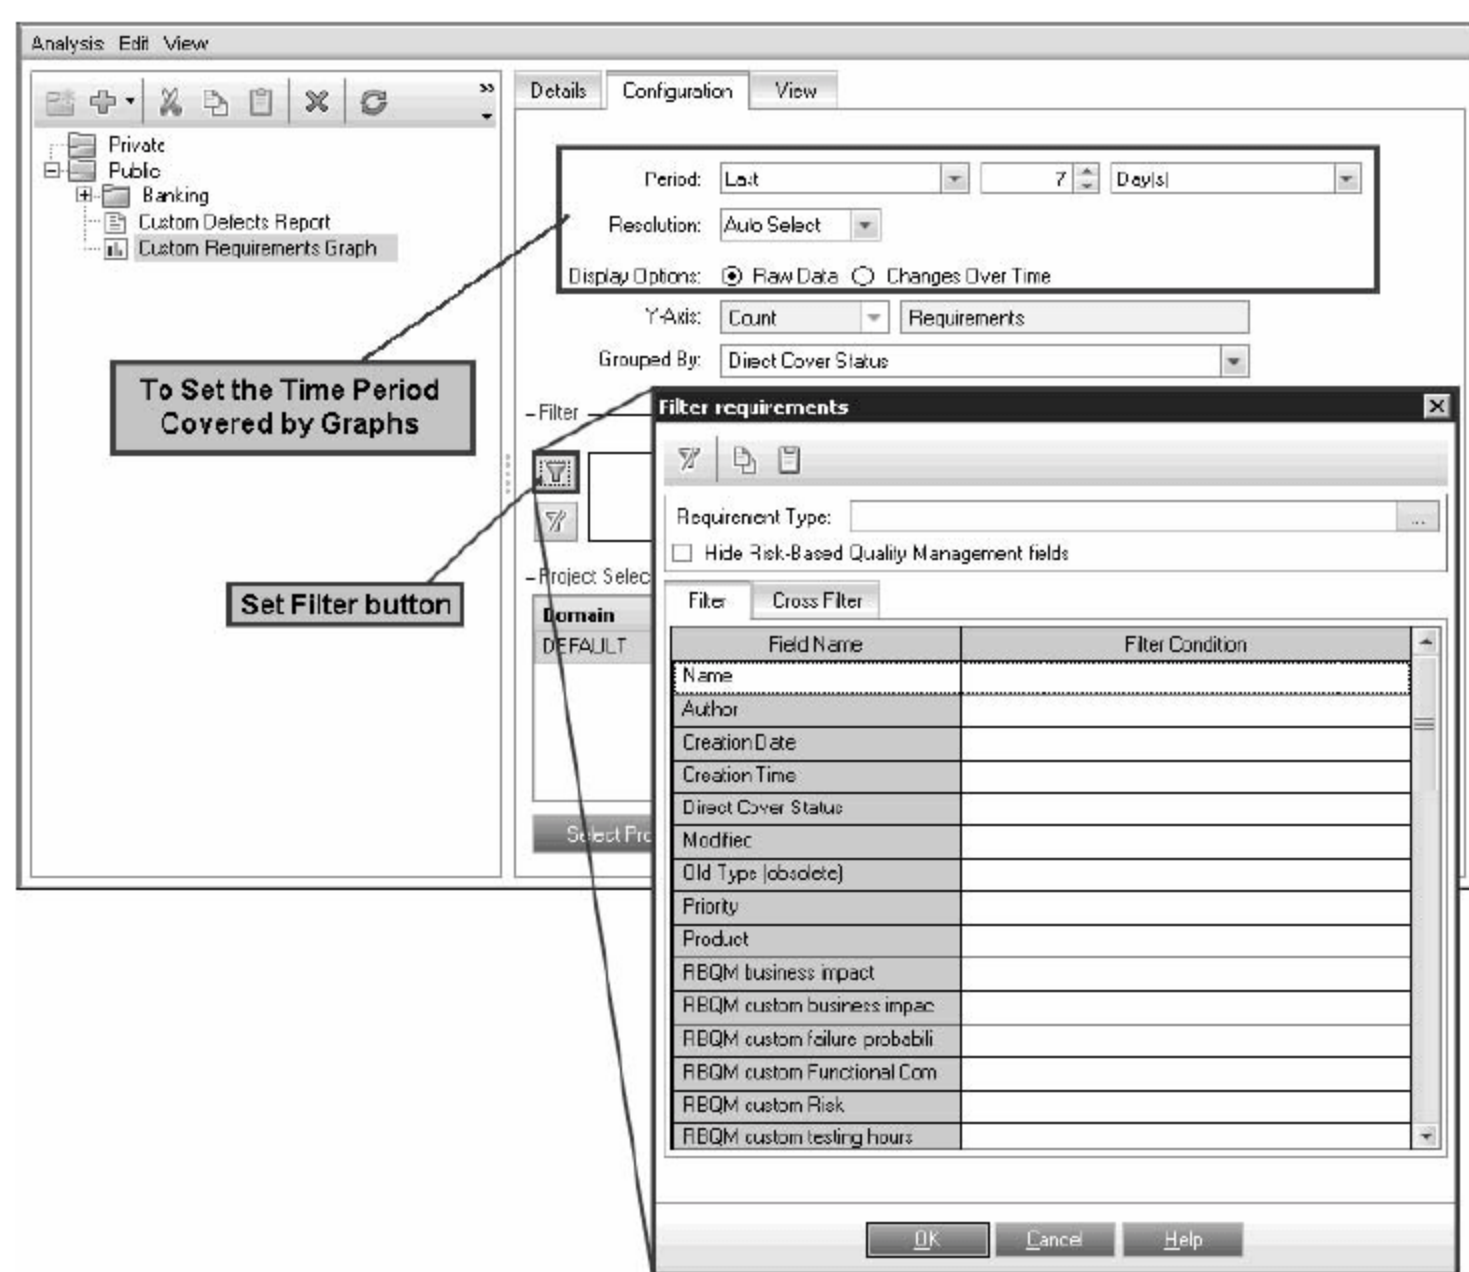 Analysis Edit View
Details Configuration View
Private
Public
Banking
Custom Defects Report
Custom Requirements Graph
Period: Last 7 Day(s)
Resolution: Auto Select
Display Options: Raw Data Changes Over Time
Y-Axis: Count Requirements
Grouped By: Direct Cover Status
To Set the Time Period
Covered by Graphs
Filter
Set Filter button
Project Selec
Domain
DEFAULT
Select Pro
Filter requirements
Requirement Type: ...
Hide Risk-Based Quality Management fields
Filter Cross Filter
Field Name Filter Condition
Name
Author
Creation Date
Creation Time
Direct Cover Status
Modified
Old Type (obsolete)
Priority
Product
RBQM business impact
RBQM custom business impac
RBQM custom failure probabili
RBQM custom Functional Com
RBQM custom Risk
RBQM custom testing hours
OK Cancel Help